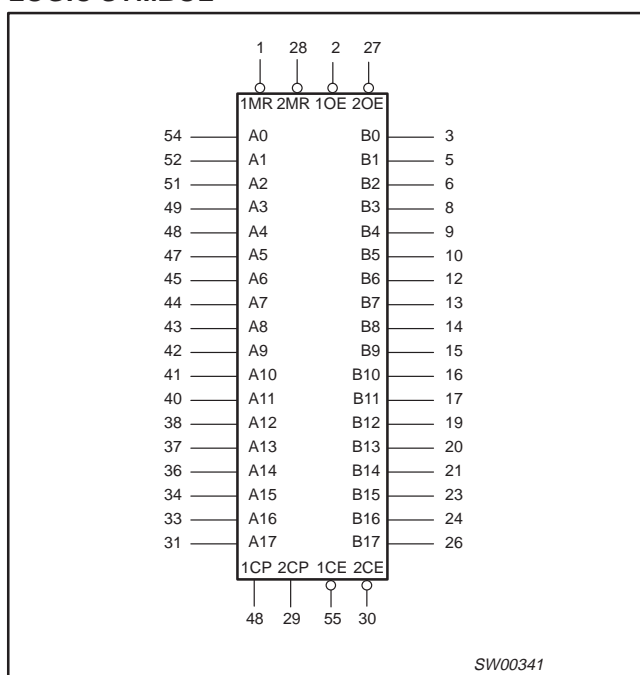 1 28 2 27
1MR 2MR 1OE 2OE
54 A0 B0 3
52 A1 B1 5
51 A2 B2 6
49 A3 B3 8
48 A4 B4 9
47 A5 B5 10
45 A6 B6 12
44 A7 B7 13
43 A8 B8 14
42 A9 B9 15
41 A10 B10 16
40 A11 B11 17
38 A12 B12 19
37 A13 B13 20
36 A14 B14 21
34 A15 B15 23
33 A16 B16 24
31 A17 B17 26
1CP 2CP 1CE 2CE
48 29 55 30
SW00341